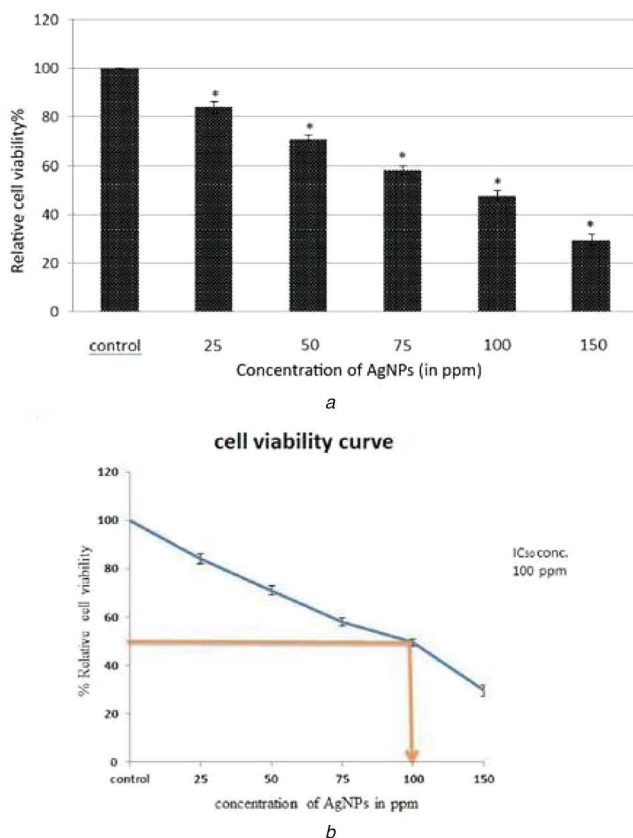 120
100
80
60
40
20
0
Relative cell viability%
* * * * *
control 25 50 75 100 150
Concentration of AgNPs (in ppm)
a
cell viability curve
120
100
80
60
40
20
0
% Relative cell viability
IC50 conc.
100 ppm
control 25 50 75 100 150
concentration of AgNPs in ppm
b